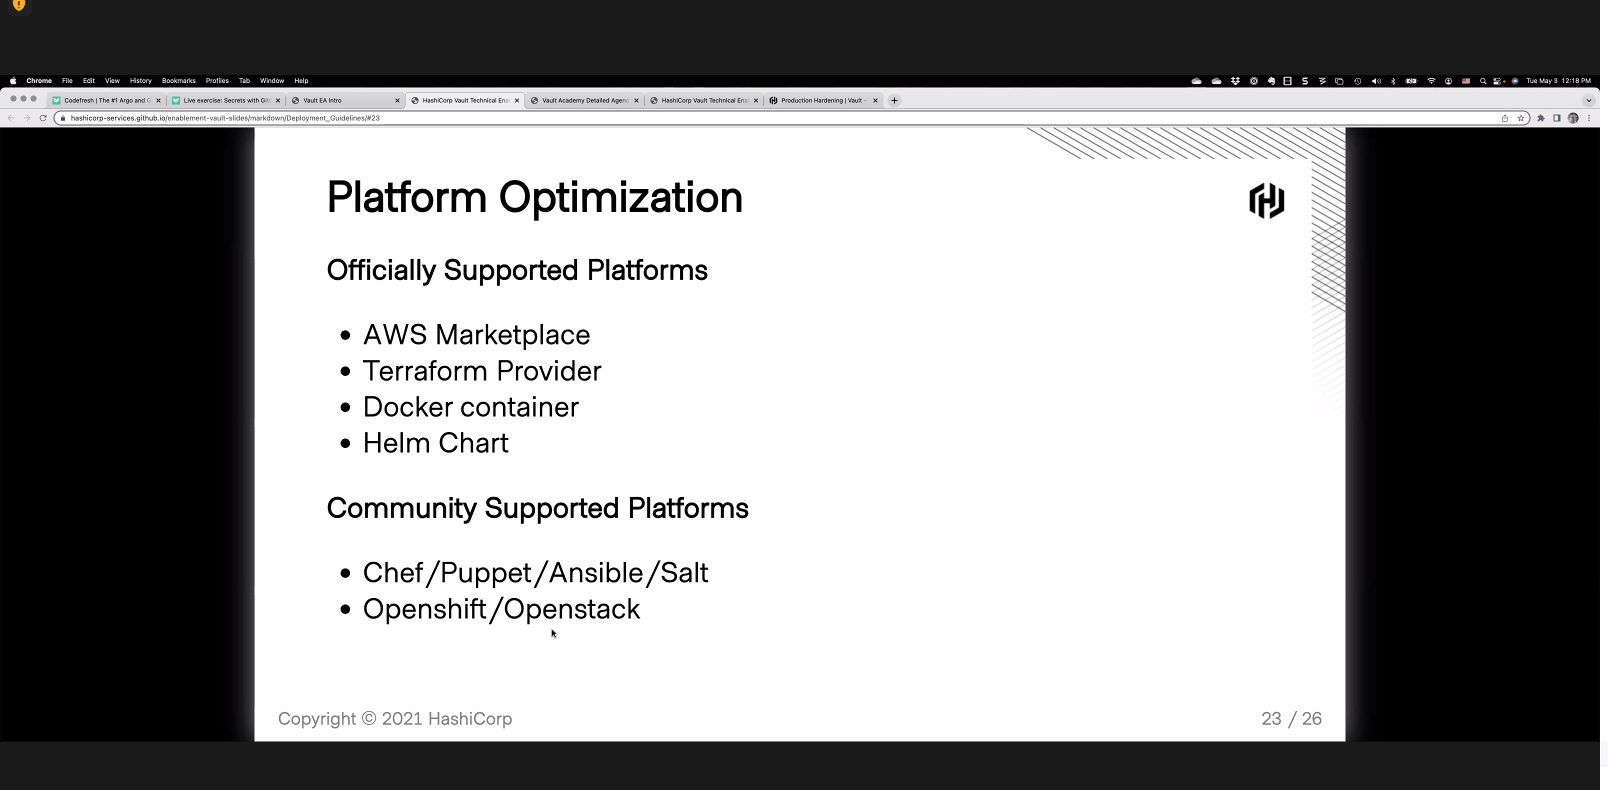 Chrome File Edit View History Bookmarks Profiles Tab Window Help
Tue May 3 12:18 PM
Codefresh | The #1 Argo and G
Live exercise: Secrets with Git
Vault EA Intro
HashiCorp Vault Technical Ena
Vault Academy Detailed Agen
HashiCorp Vault Technical Ena
Production Hardening | Vault -
hashicorp-services.github.io/enablement-vault-slides/markdown/Deployment_Guidelines/#23
Platform Optimization
Officially Supported Platforms
• AWS Marketplace
• Terraform Provider
• Docker container
• Helm Chart
Community Supported Platforms
• Chef/Puppet/Ansible/Salt
• Openshift/Openstack
Copyright © 2021 HashiCorp
23 / 26